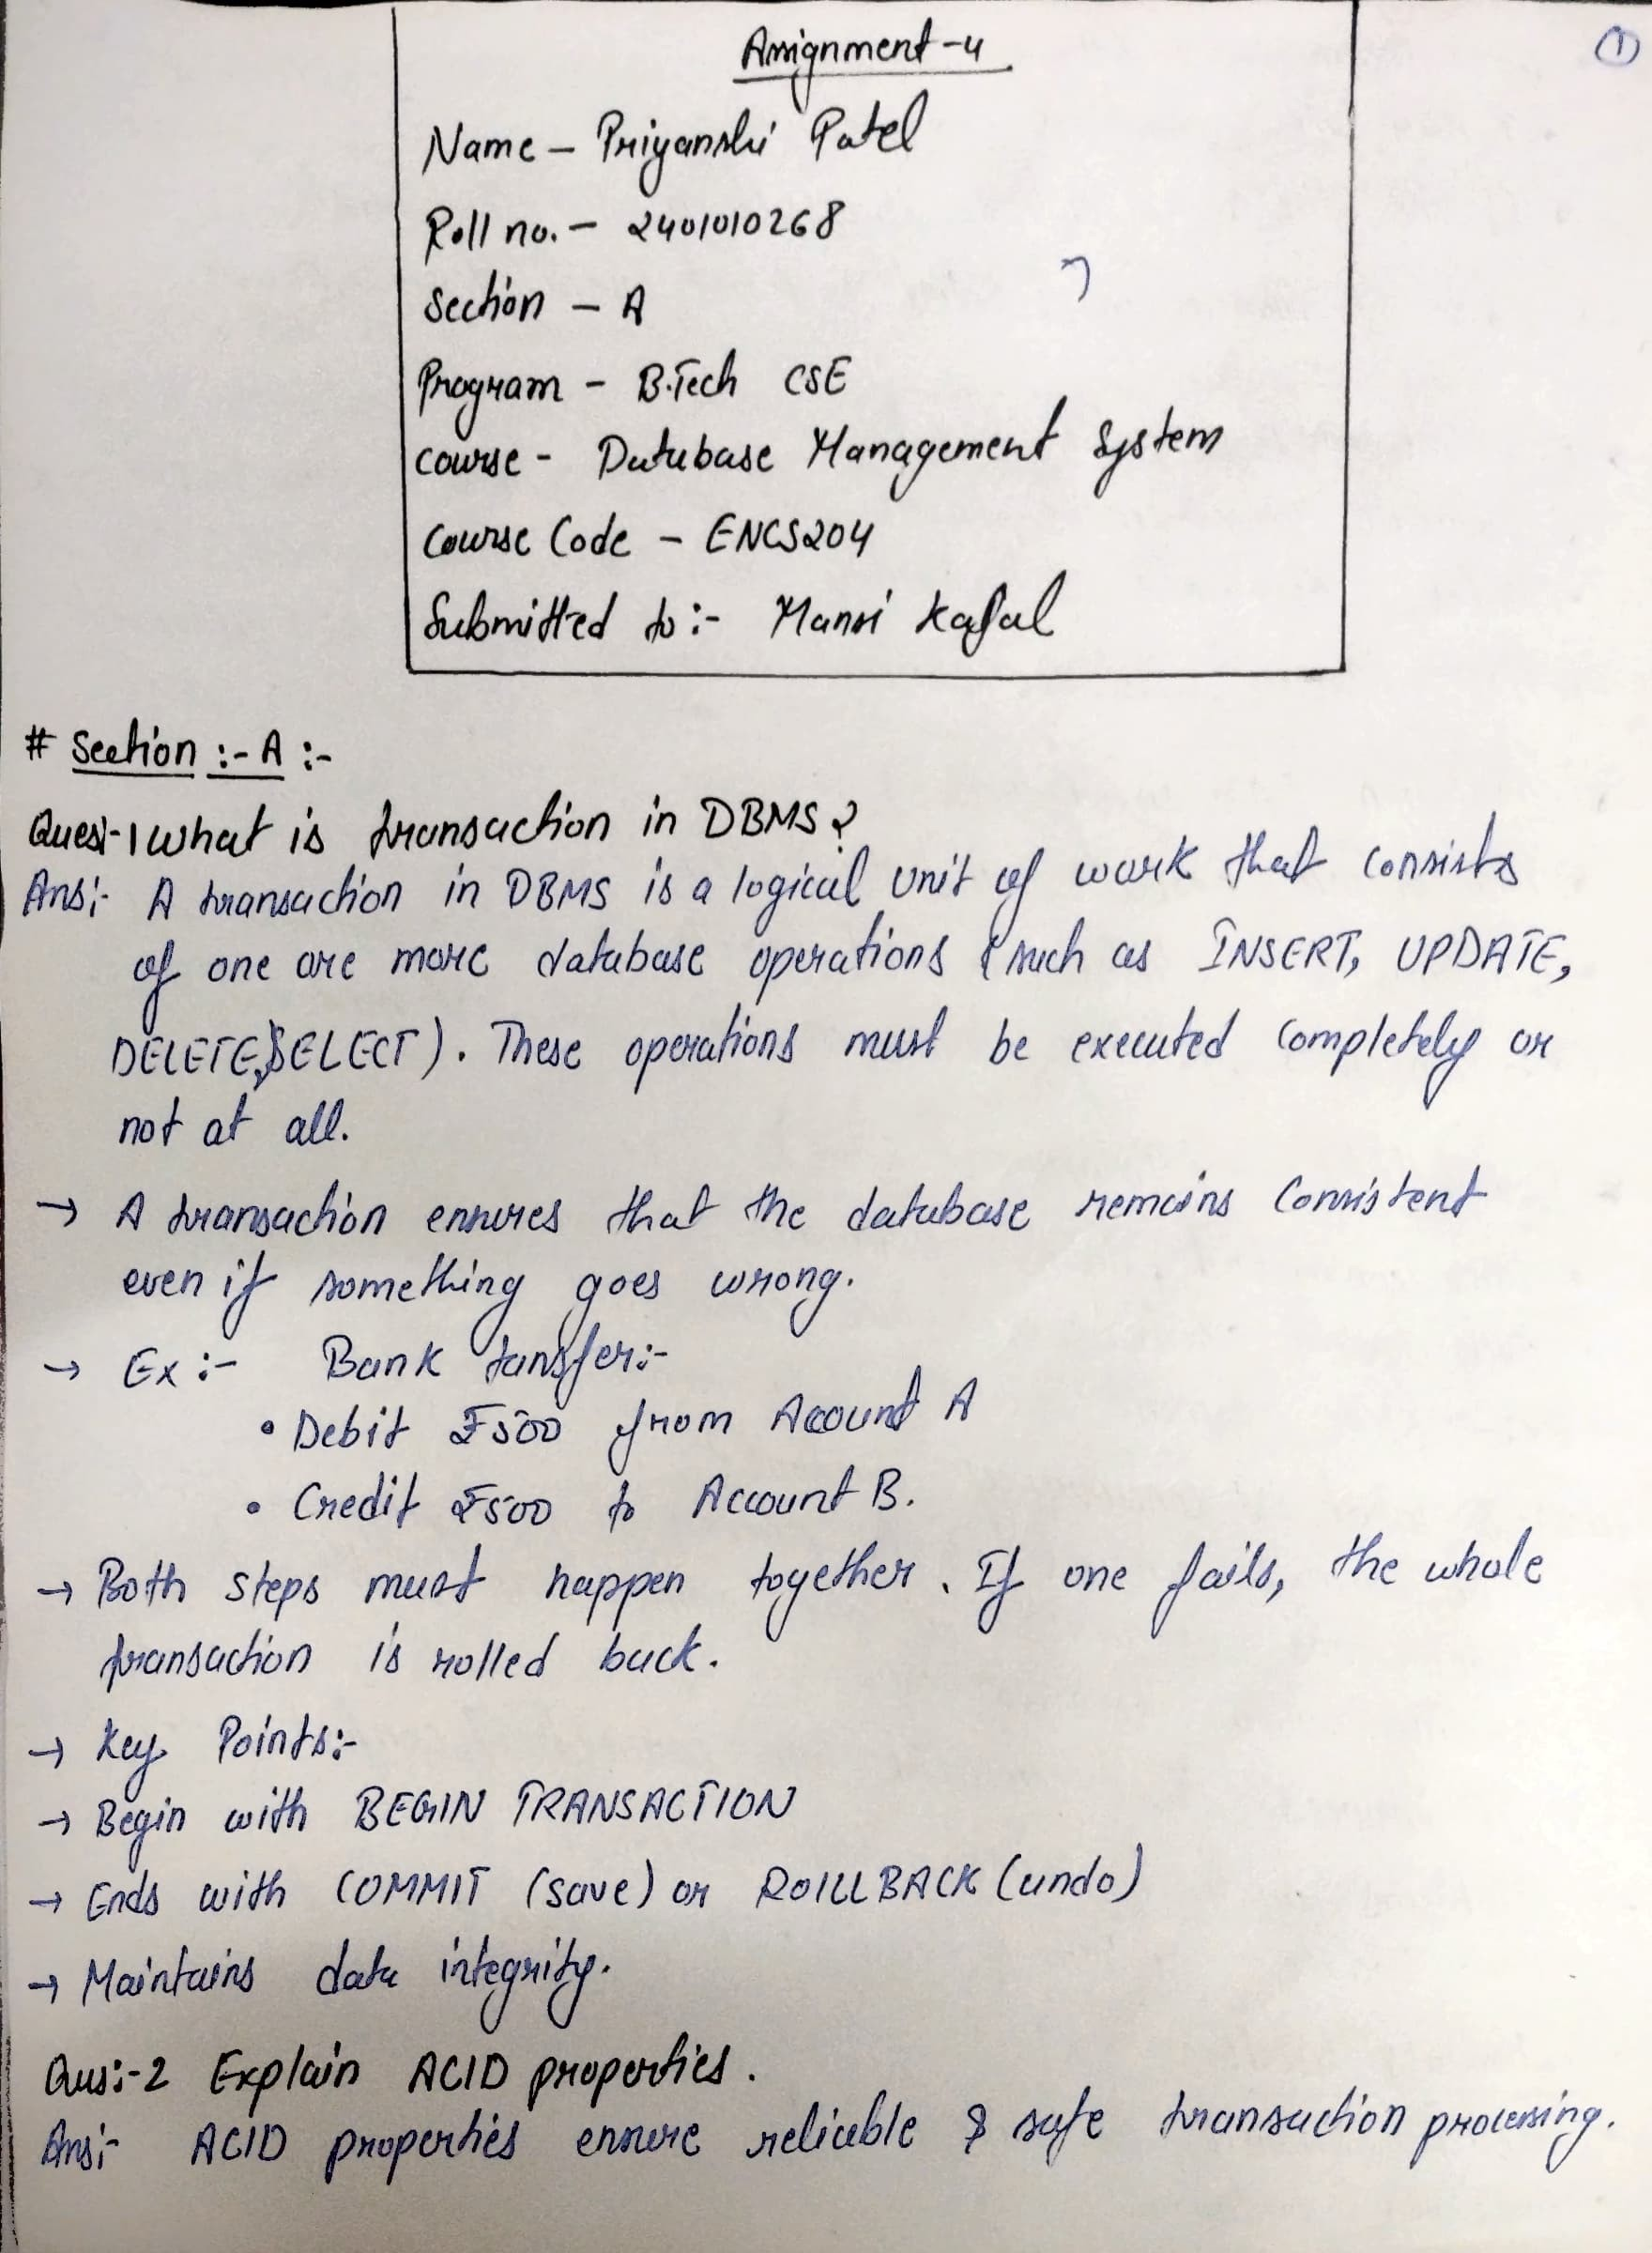 ①
Assignment-4
Name - Priyanshi Patel
Roll no. - 2401010268
Section - A
Program - B.Tech CSE
Course - Database Management System
Course Code - ENCS204
Submitted to :- Mansi Kajal
# Section :- A :-
Ques:-1 What is transaction in DBMS?
Ans:- A transaction in DBMS is a logical unit of work that consists
of one are more database operations (such as INSERT, UPDATE,
DELETE, SELECT). These operations must be executed completely or
not at all.
→ A transaction ensures that the database remains consistent
even if something goes wrong.
→ Ex :- Bank tansfer:-
• Debit ₹500 from Account A
• Credit ₹500 to Account B.
→ Both steps must happen together. If one fails, the whole
transaction is rolled back.
→ Key Points:-
→ Begin with BEGIN TRANSACTION
→ Ends with COMMIT (save) or ROILLBACK (undo)
→ Maintains data integrity.
Qus:-2 Explain ACID properties.
Ans:- ACID properties ensure reliable & safe transaction processing.